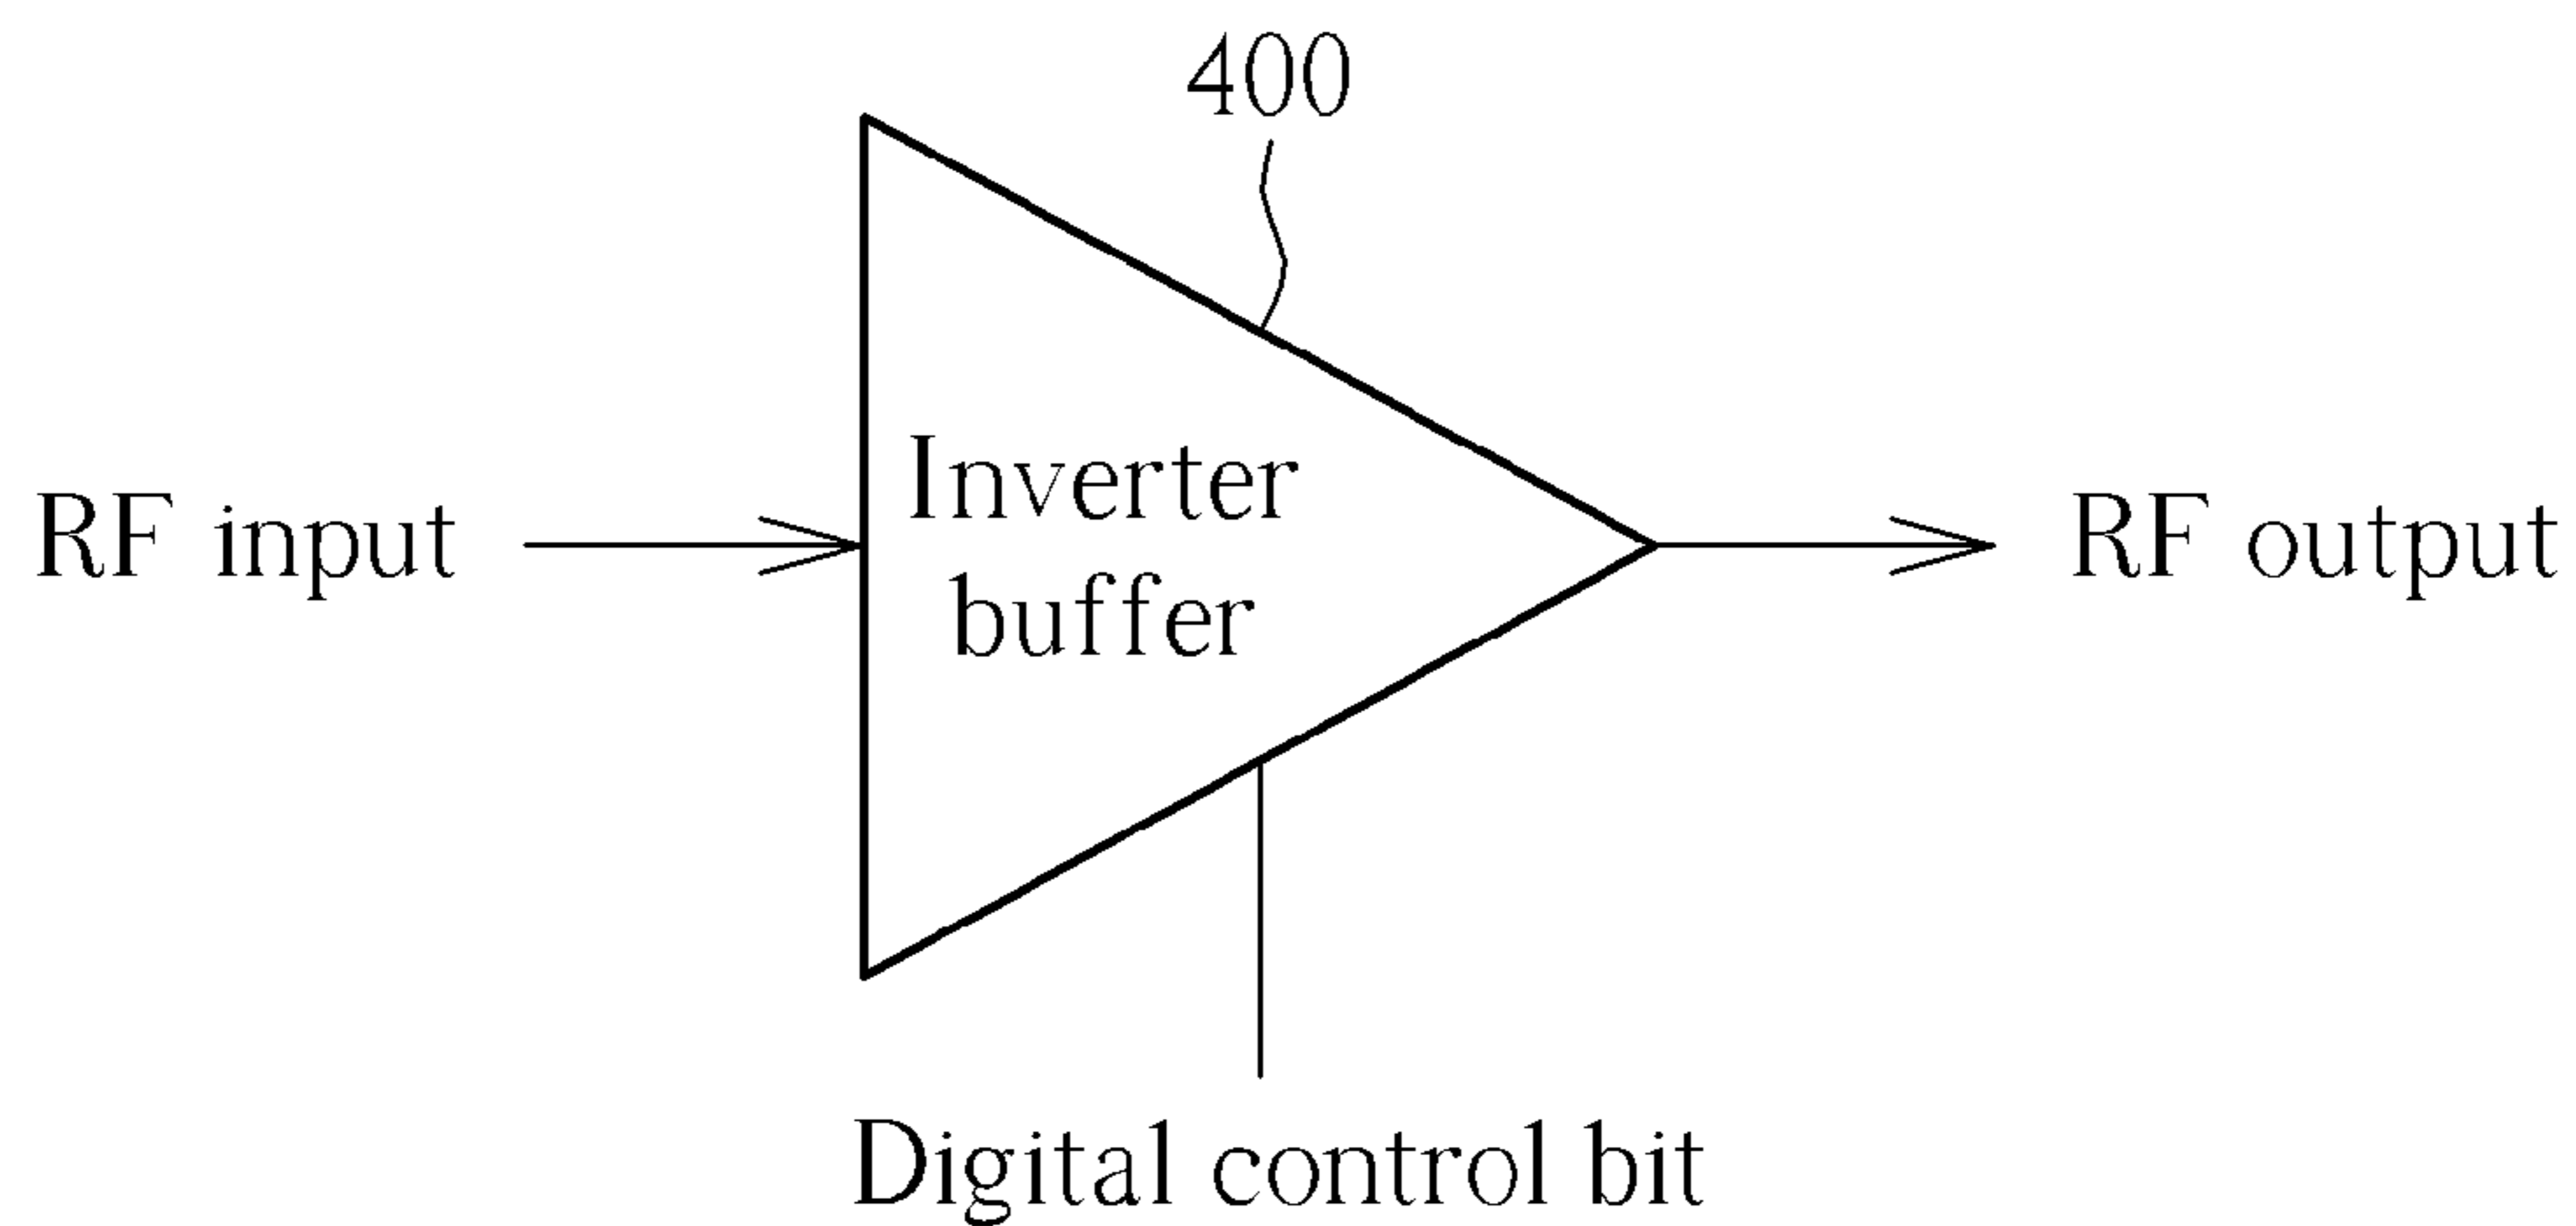 400
Inverter
buffer
RF input
RF output
Digital control bit